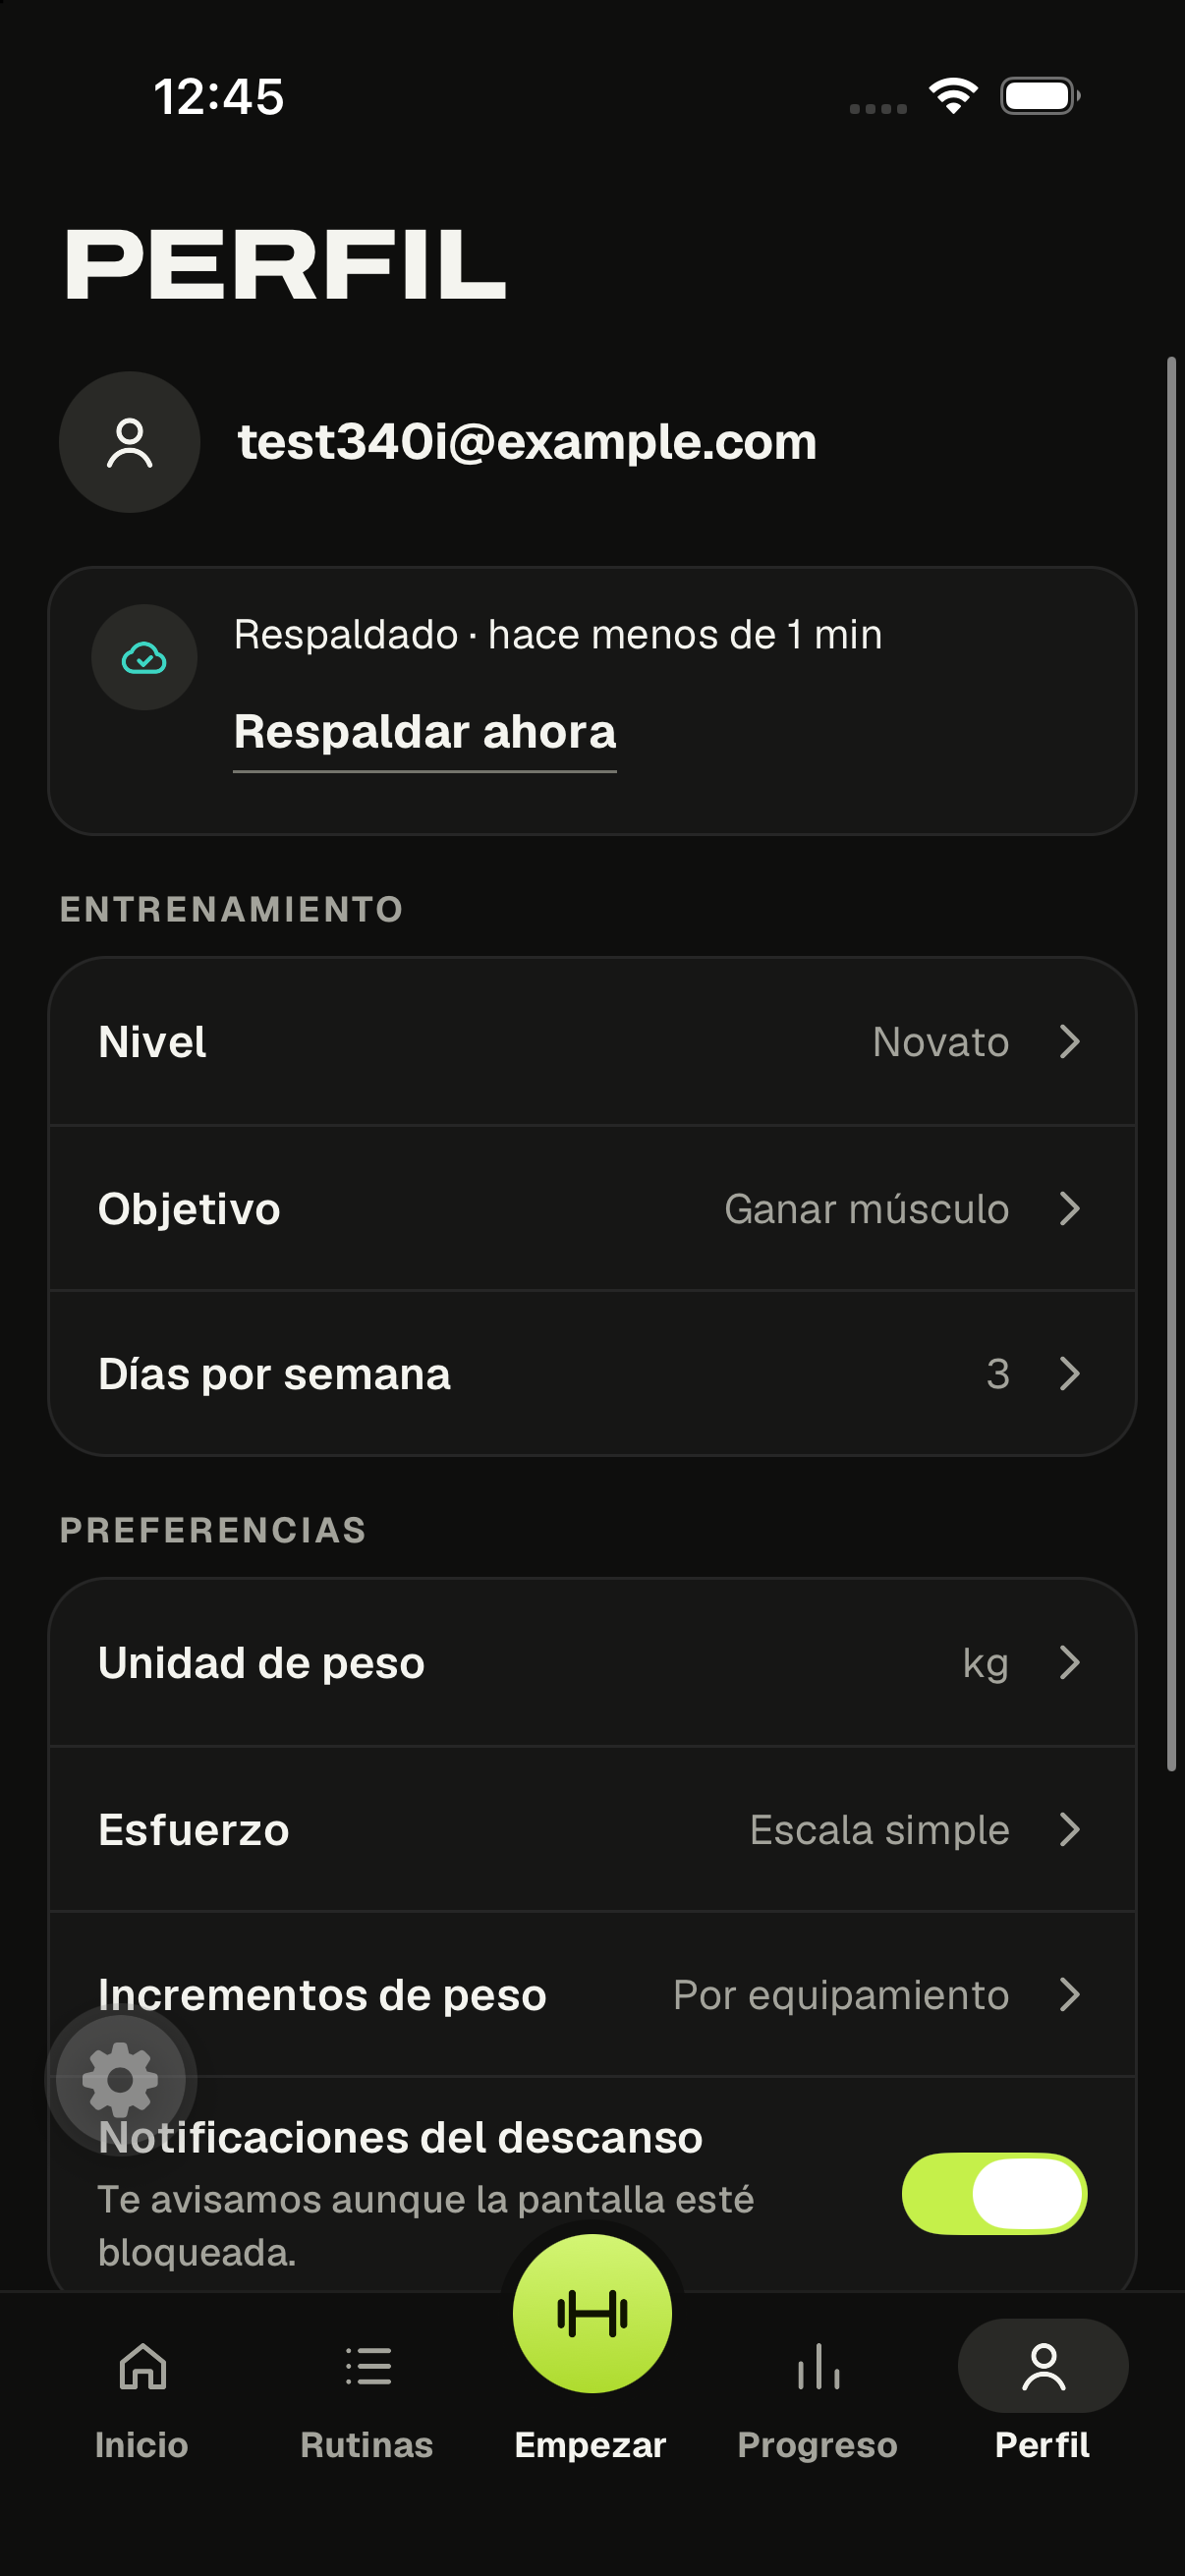 12:45
PERFIL
test340i@example.com
Respaldado · hace menos de 1 min
Respaldar ahora
ENTRENAMIENTO
Nivel Novato
Objetivo Ganar músculo
Días por semana 3
PREFERENCIAS
Unidad de peso kg
Esfuerzo Escala simple
Incrementos de peso Por equipamiento
Notificaciones del descanso
Te avisamos aunque la pantalla esté
bloqueada.
Inicio Rutinas Empezar Progreso Perfil